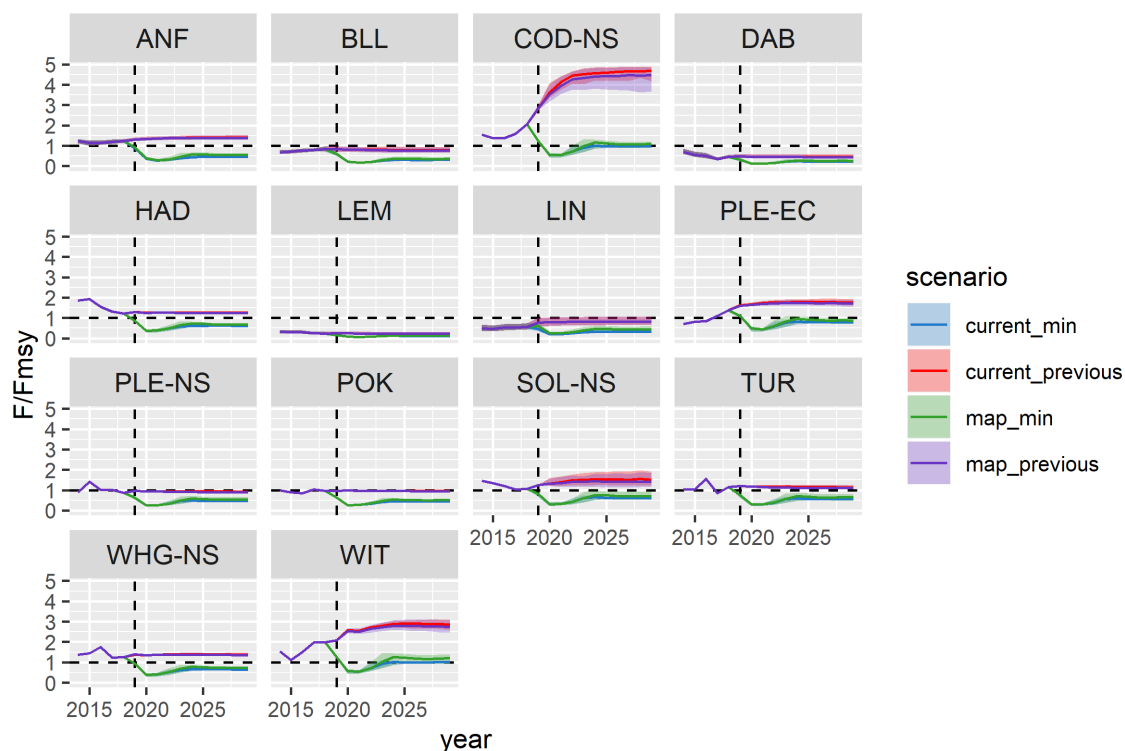 ANF BLL COD-NS DAB
5
4
3
2
1
0
HAD LEM LIN PLE-EC
5
4
3
2
1
0
PLE-NS POK SOL-NS TUR
5
4
3
2
1
0
2015 2020 2025 2015 2020 2025
WHG-NS WIT
5
4
3
2
1
0
2015 2020 2025 2015 2020 2025
year
F/Fmsy
scenario
current_min
current_previous
map_min
map_previous